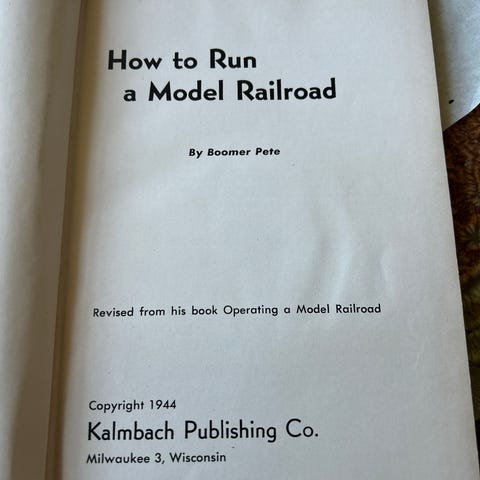 How to Run
a Model Railroad
By Boomer Pete
Revised from his book Operating a Model Railroad
Copyright 1944
Kalmbach Publishing Co.
Milwaukee 3, Wisconsin